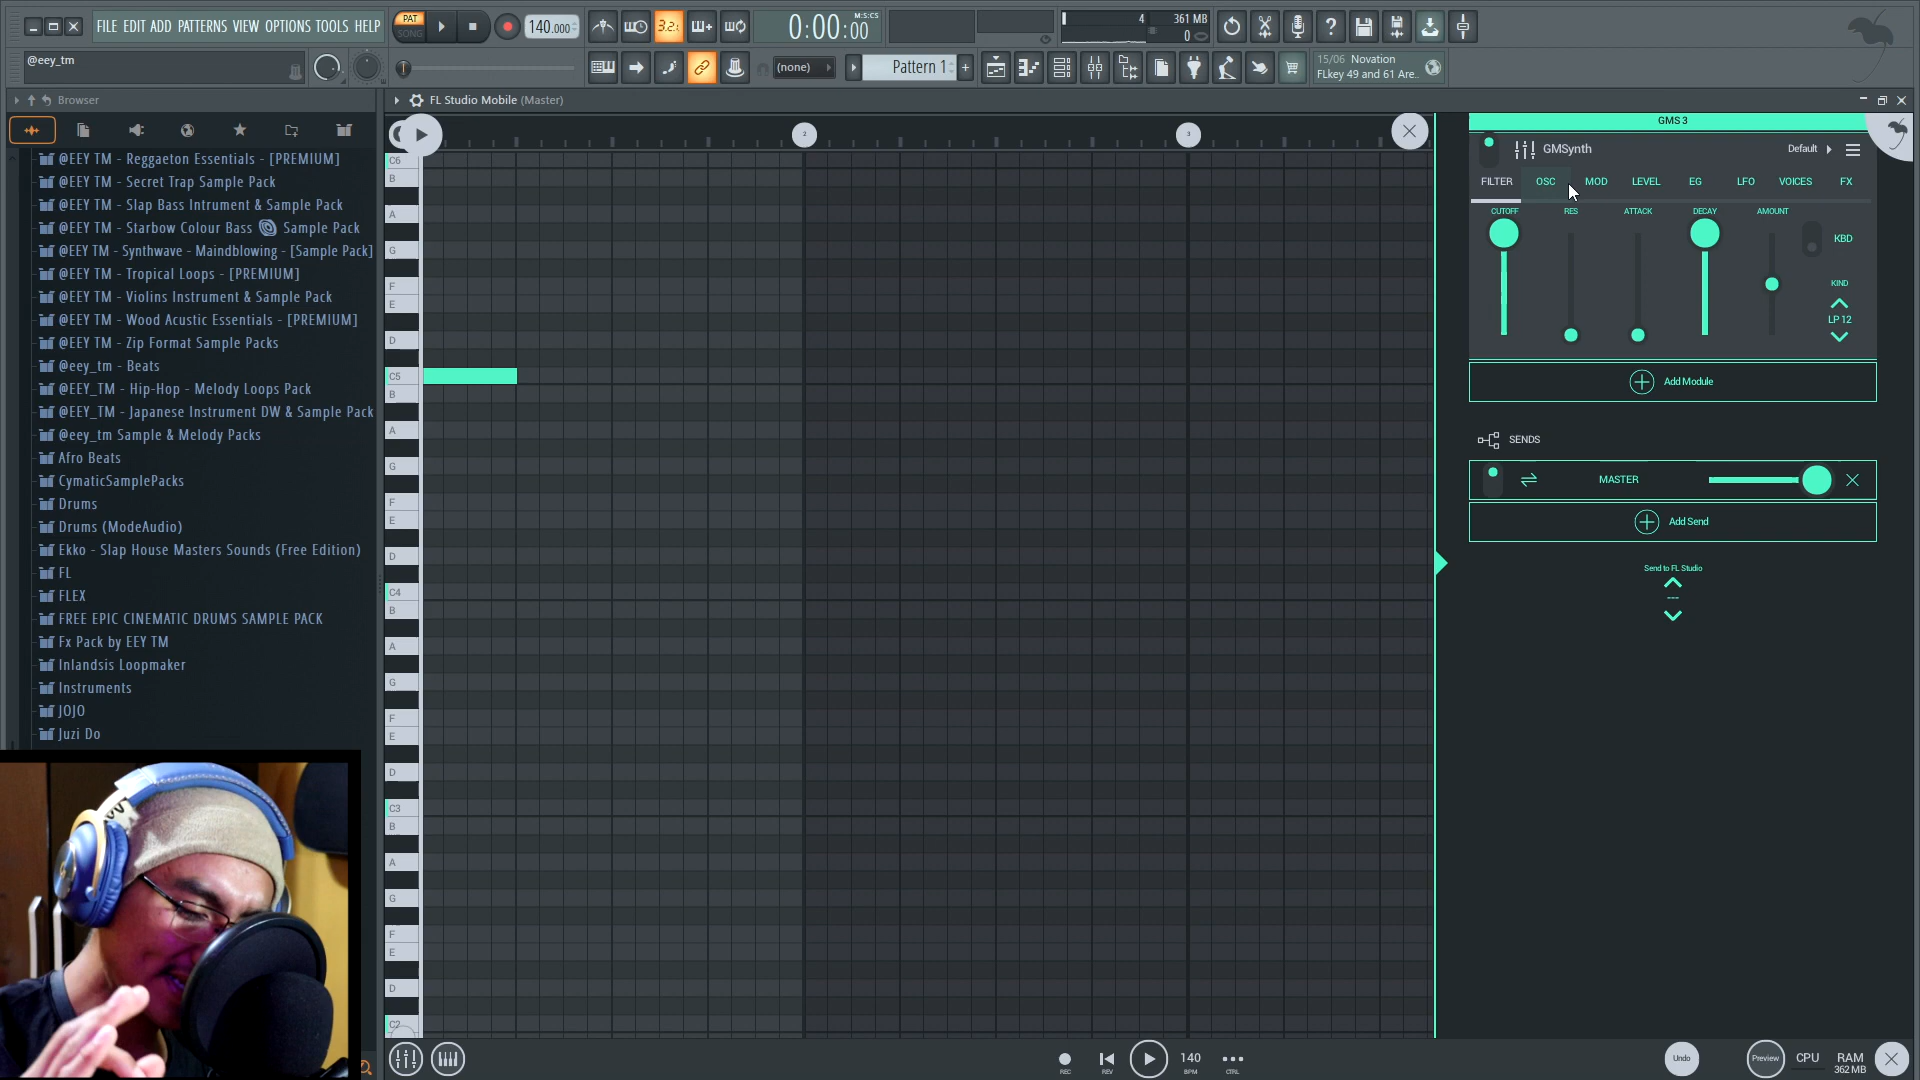 FILE EDIT ADD PATTERNS VIEW OPTIONS TOOLS HELP
PAT
SONG
140.000
3.2.:
0:00:00
M:S:CS
4
361 MB
0
@eey_tm
(none)
Pattern 1
15/06 Novation
FLkey 49 and 61 Are..
Browser
FL Studio Mobile (Master)
@EEY TM - Reggaeton Essentials - [PREMIUM]
@EEY TM - Secret Trap Sample Pack
@EEY TM - Slap Bass Intrument & Sample Pack
@EEY TM - Starbow Colour Bass Sample Pack
@EEY TM - Synthwave - Maindblowing - [Sample Pack]
@EEY TM - Tropical Loops - [PREMIUM]
@EEY TM - Violins Instrument & Sample Pack
@EEY TM - Wood Acustic Essentials - [PREMIUM]
@EEY TM - Zip Format Sample Packs
@eey_tm - Beats
@EEY_TM - Hip-Hop - Melody Loops Pack
@EEY_TM - Japanese Instrument DW & Sample Pack
@eey_tm Sample & Melody Packs
Afro Beats
CymaticSamplePacks
Drums
Drums (ModeAudio)
Ekko - Slap House Masters Sounds (Free Edition)
FL
FLEX
FREE EPIC CINEMATIC DRUMS SAMPLE PACK
Fx Pack by EEY TM
Inlandsis Loopmaker
Instruments
JOJO
Juzi Do
2
3
C6
B
A
G
F
E
D
C5
B
A
G
F
E
D
C4
B
A
G
F
E
D
C3
B
A
G
F
E
D
C2
GMS 3
GMSynth
Default
FILTER OSC MOD LEVEL EG LFO VOICES FX
CUTOFF RES ATTACK DECAY AMOUNT
KBD
KIND
LP 12
Add Module
SENDS
MASTER
Add Send
Send to FL Studio
---
REC
REV
140
BPM
CTRL
Undo
Preview
CPU
RAM
362 MB